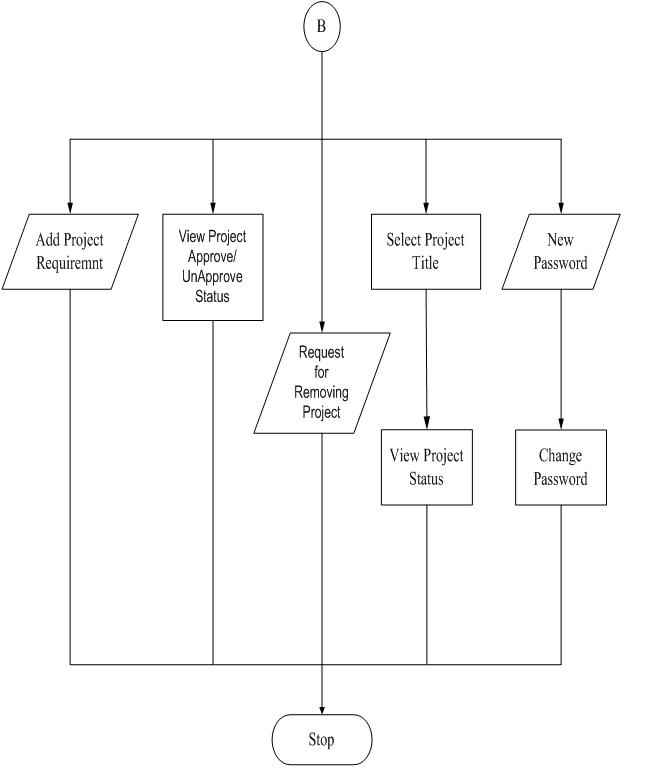 B
Add Project
Requiremnt
View Project
Approve/
UnApprove
Status
Request
for
Removing
Project
Select Project
Title
View Project
Status
New
Password
Change
Password
Stop